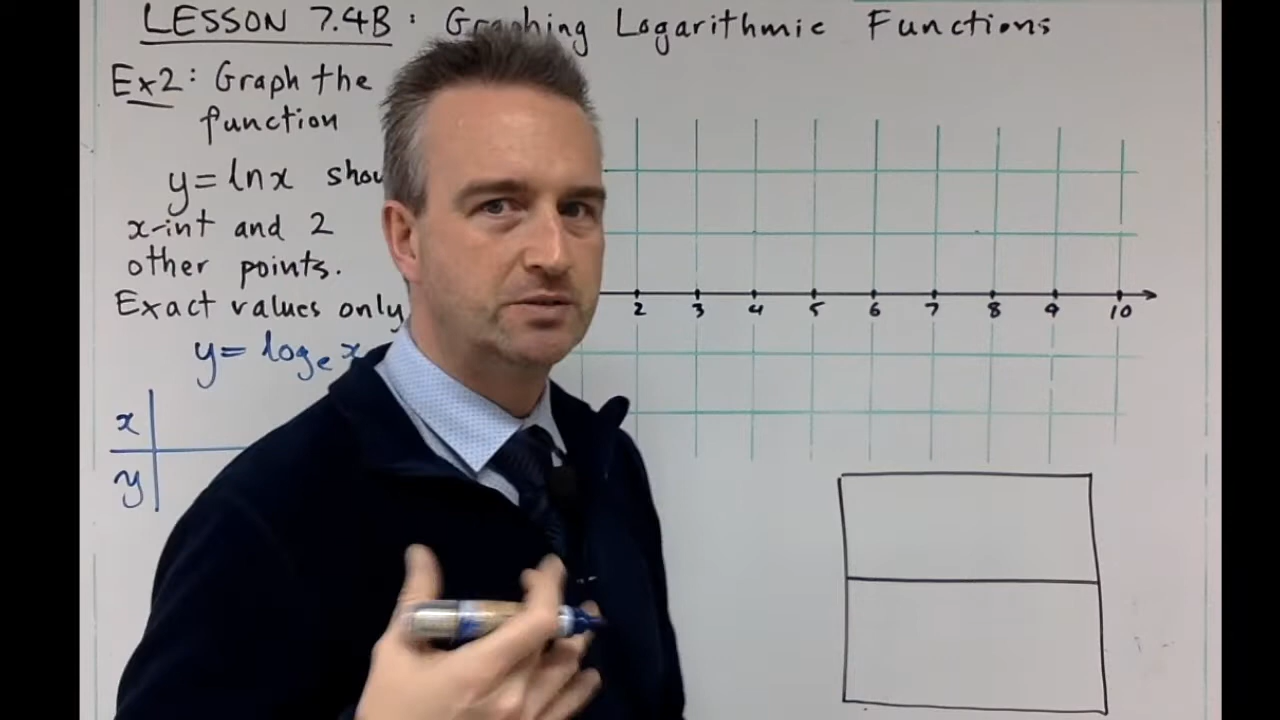 LESSON 7.4B: Graphing Logarithmic Functions
Ex2: Graph the
function
y=lnx
x-int and 2
other points.
Exact values only
y= logₑ x
x
y
2 3 4 5 6 7 8 9 10